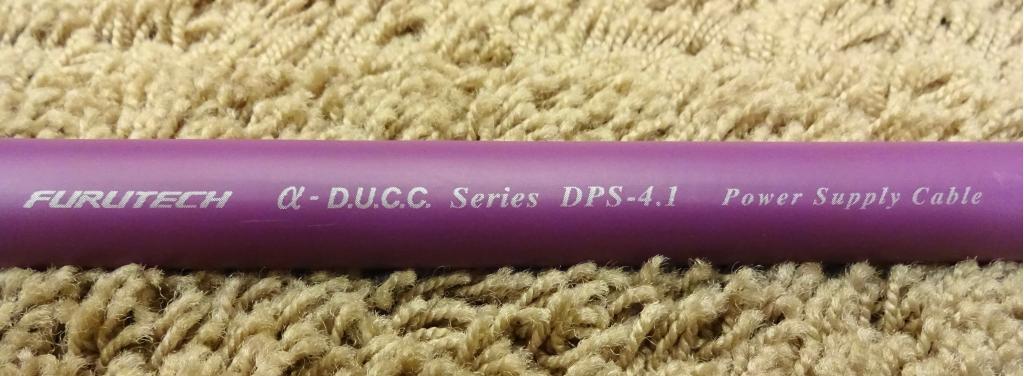 FURUTECH α-D.U.C.C. Series DPS-4.1 Power Supply Cable